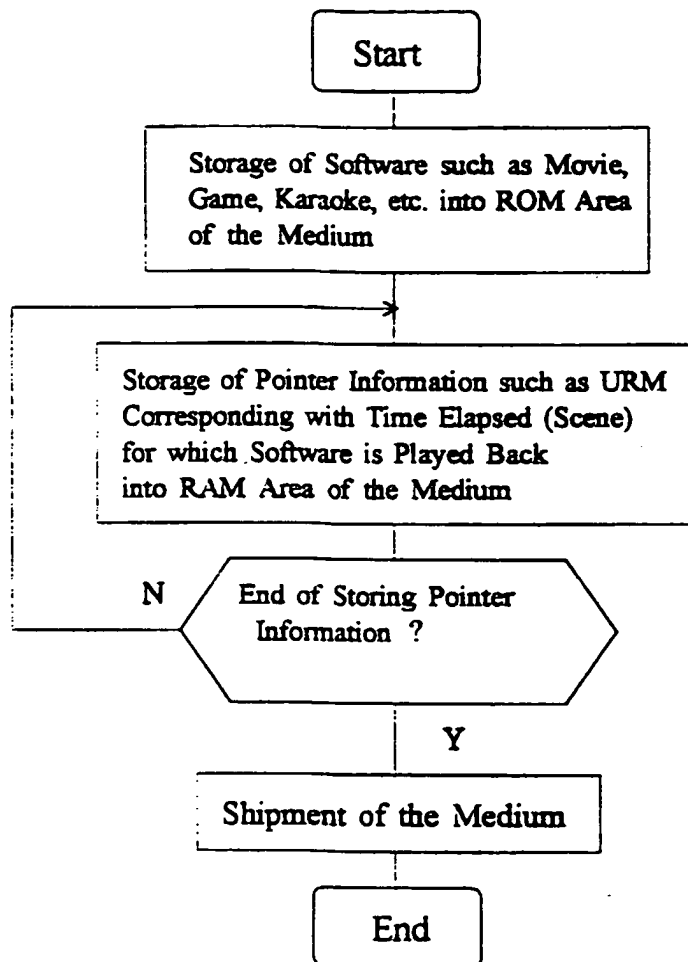 Start
Storage of Software such as Movie,
Game, Karaoke, etc. into ROM Area
of the Medium
Storage of Pointer Information such as URM
Corresponding with Time Elapsed (Scene)
for which Software is Played Back
into RAM Area of the Medium
N
End of Storing Pointer
Information ?
Y
Shipment of the Medium
End